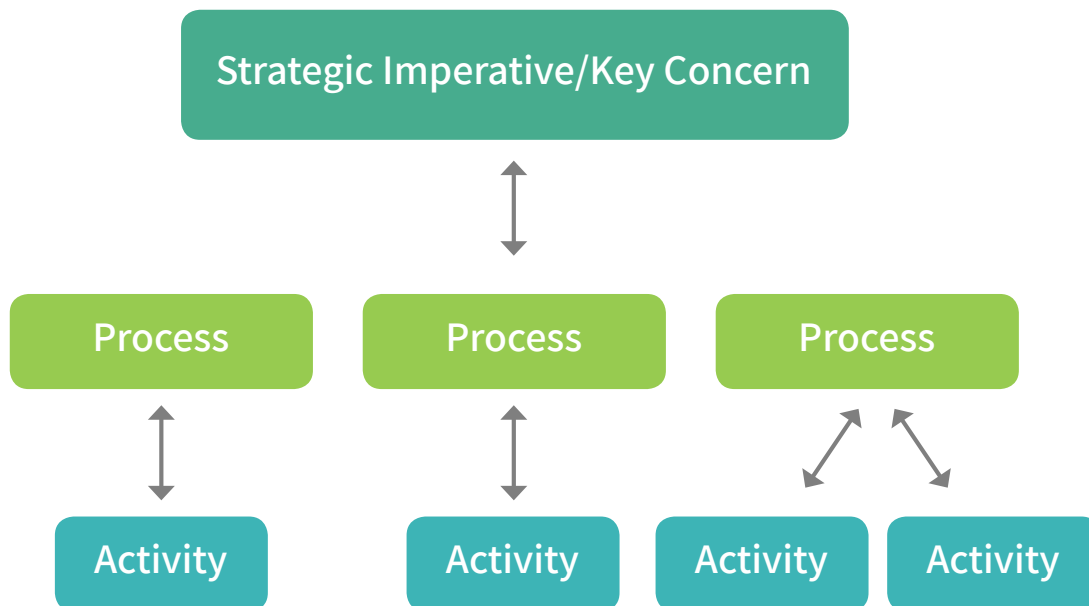 Strategic Imperative/Key Concern
Process
Process
Process
Activity
Activity
Activity
Activity